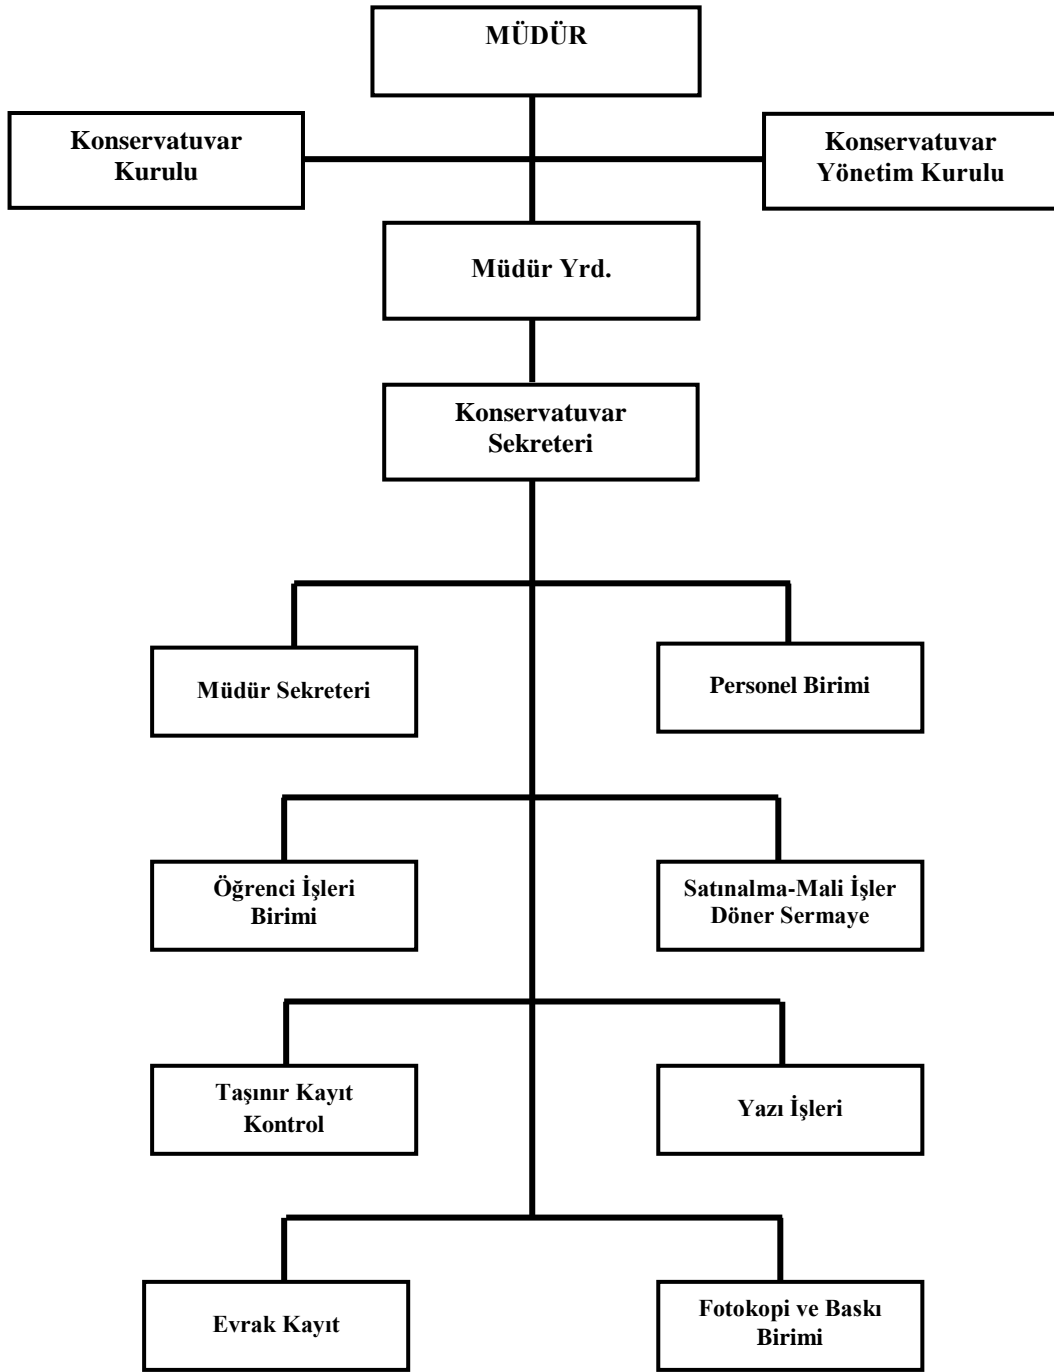 MÜDÜR
Konservatuvar
Kurulu
Konservatuvar
Yönetim Kurulu
Müdür Yrd.
Konservatuvar
Sekreteri
Müdür Sekreteri
Personel Birimi
Öğrenci İşleri
Birimi
Satınalma-Mali İşler
Döner Sermaye
Taşınır Kayıt
Kontrol
Yazı İşleri
Evrak Kayıt
Fotokopi ve Baskı
Birimi